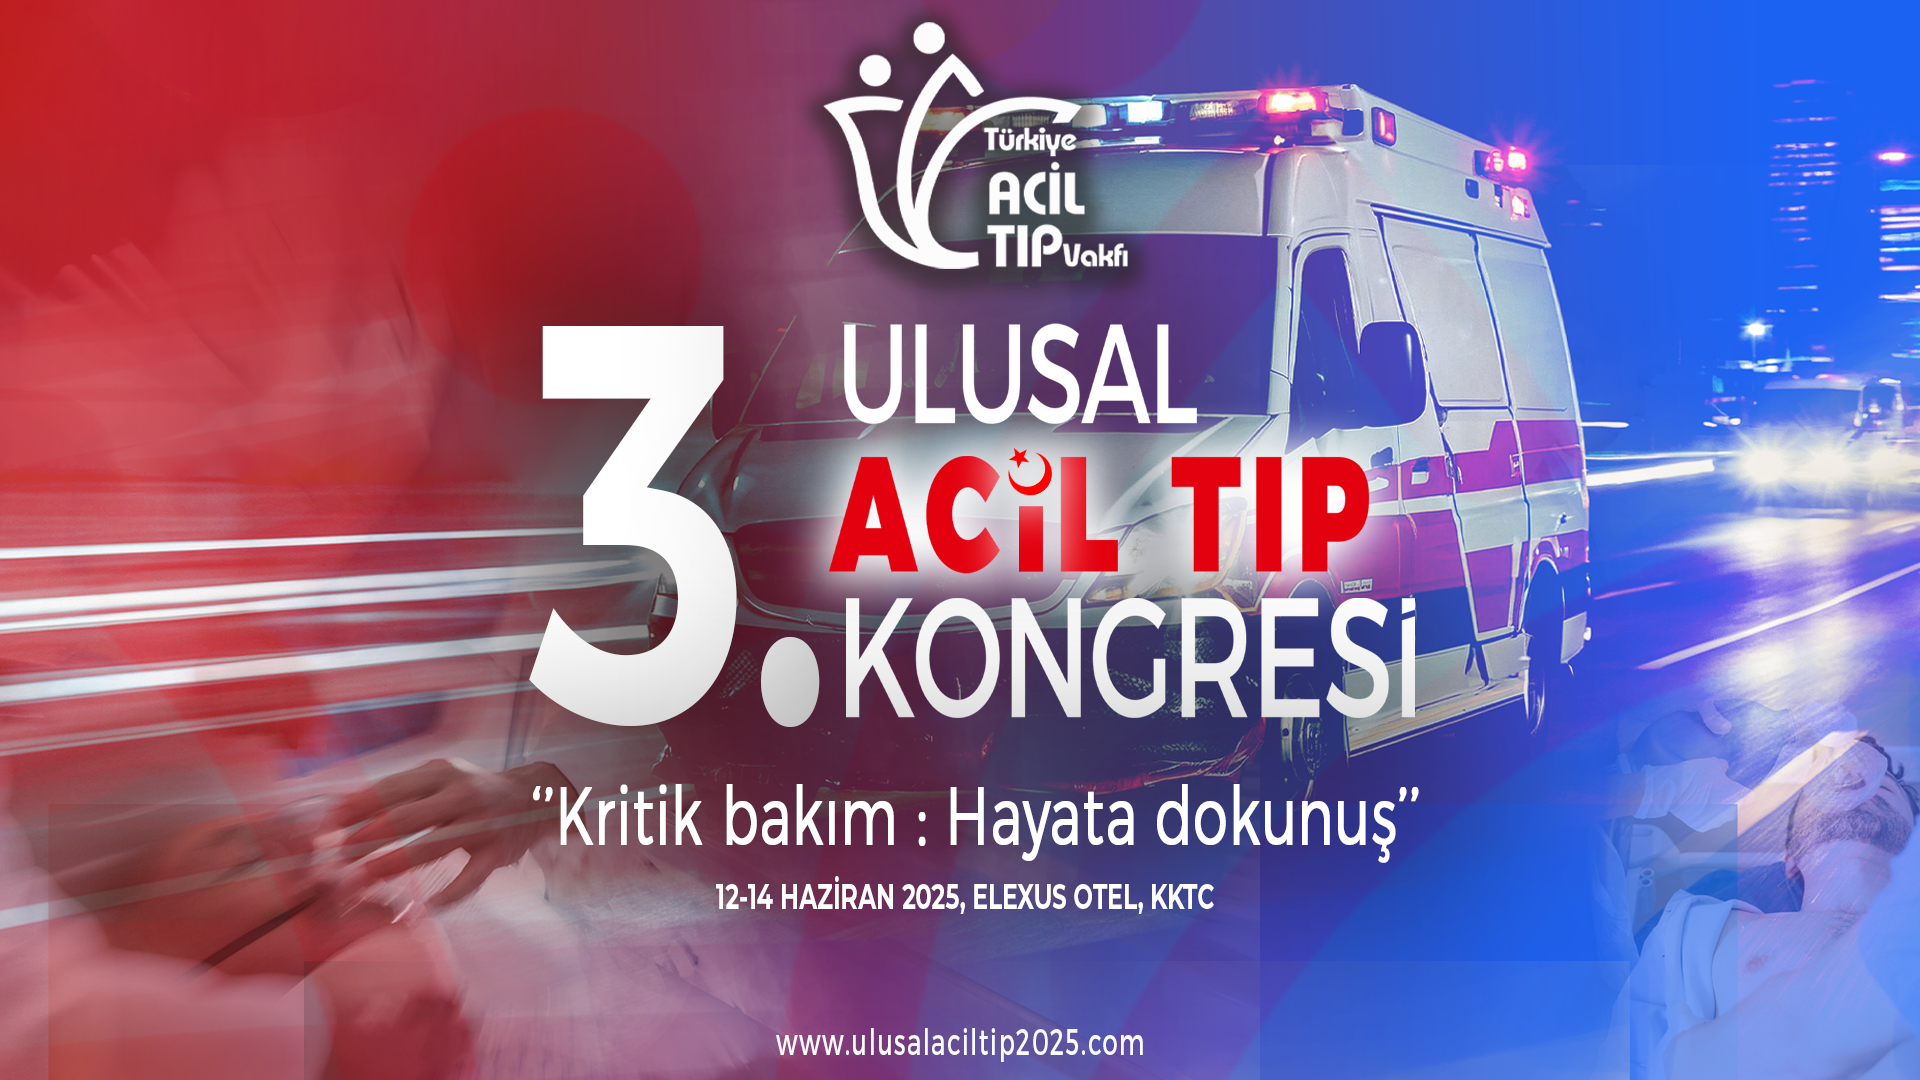 Türkiye
ACİL
TIP Vakfı
3. ULUSAL
ACİL TIP
KONGRESİ
‘’Kritik bakım : Hayata dokunuş’’
12-14 HAZİRAN 2025, ELEXUS OTEL, KKTC
www.ulusalaciltip2025.com